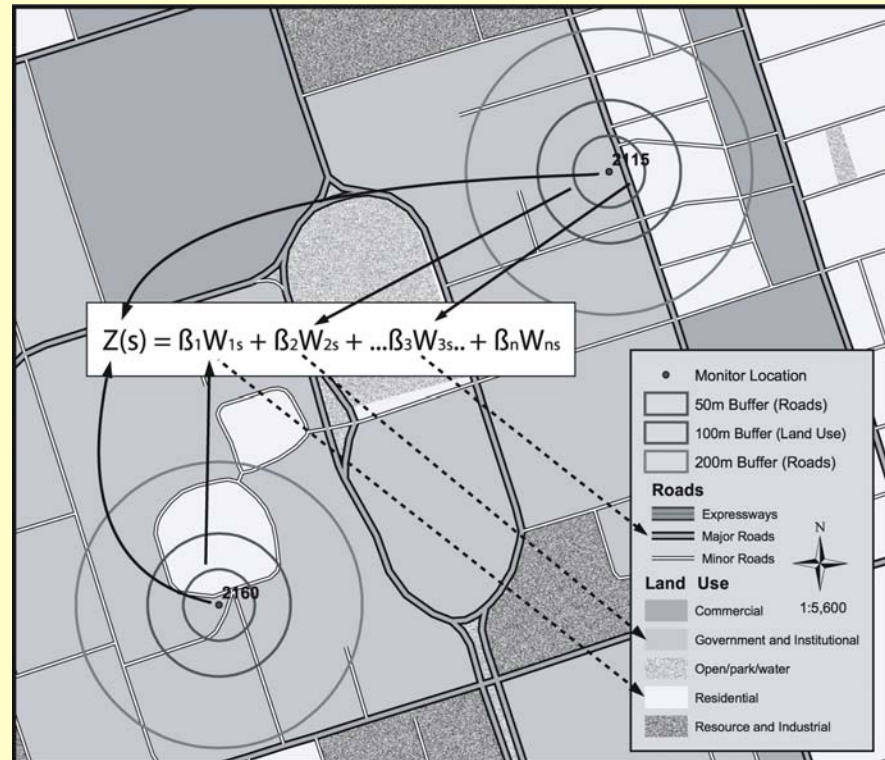 2115
Z(s) = ß1W1s + ß2W2s + ...ß3W3s.. + ßnWns
2160
Monitor Location
50m Buffer (Roads)
100m Buffer (Land Use)
200m Buffer (Roads)
Roads
Expressways
Major Roads
Minor Roads
N
1:5,600
Land Use
Commercial
Government and Institutional
Open/park/water
Residential
Resource and Industrial